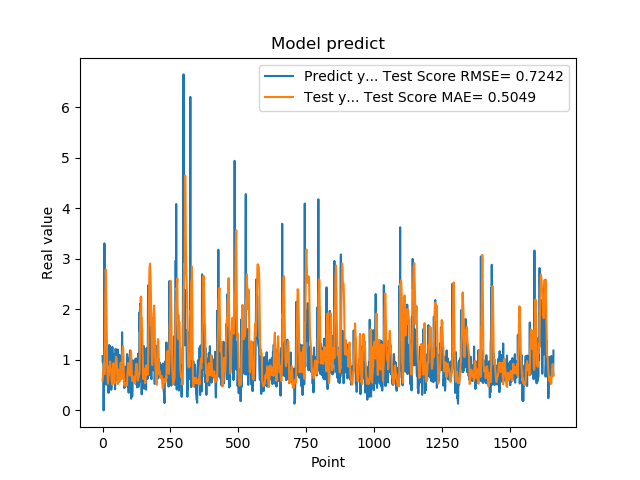 Model predict
Predict y... Test Score RMSE= 0.7242
Test y... Test Score MAE= 0.5049
Real value
6
5
4
3
2
1
0
0 250 500 750 1000 1250 1500
Point